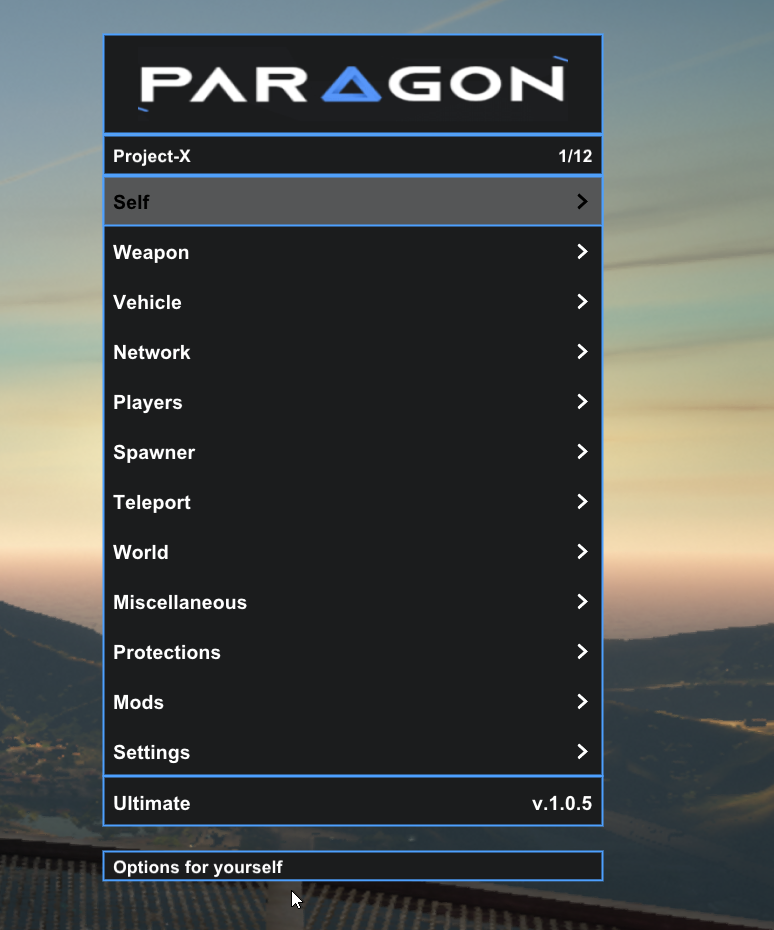 PARAGON
Project-X 1/12
Self
Weapon
Vehicle
Network
Players
Spawner
Teleport
World
Miscellaneous
Protections
Mods
Settings
Ultimate v.1.0.5
Options for yourself